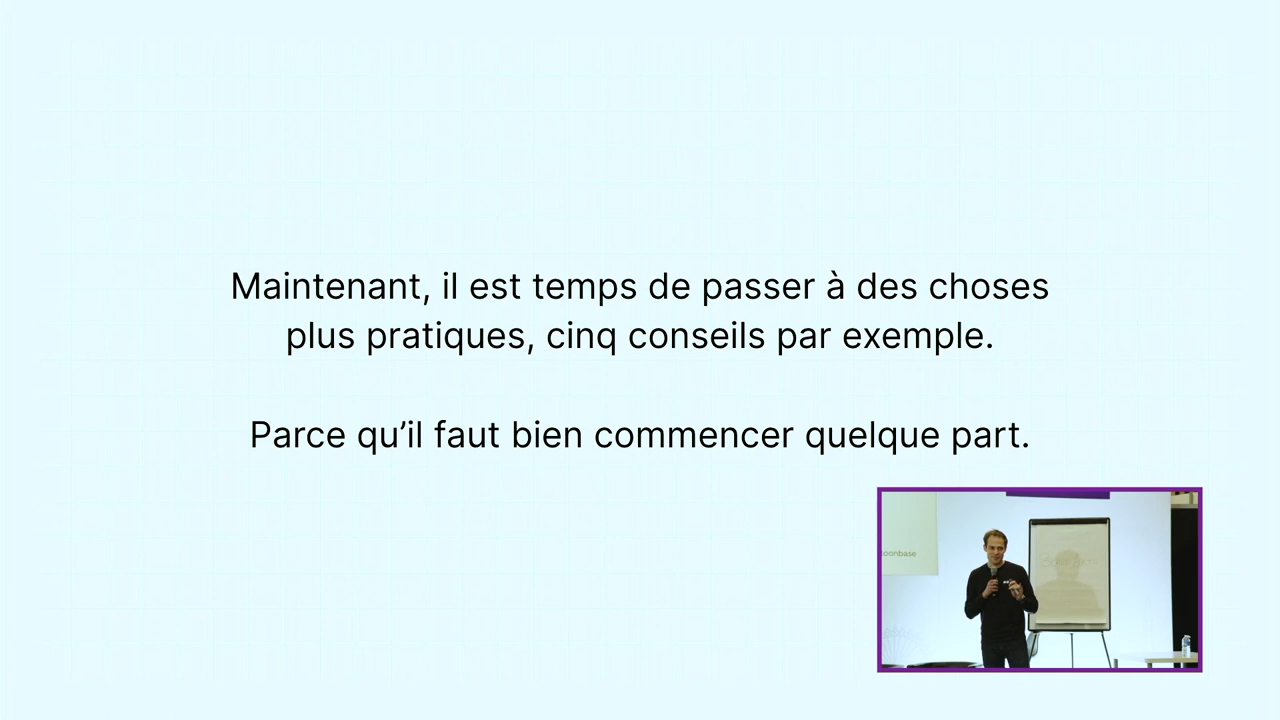 Maintenant, il est temps de passer à des choses
plus pratiques, cinq conseils par exemple.
Parce qu’il faut bien commencer quelque part.
oonbase